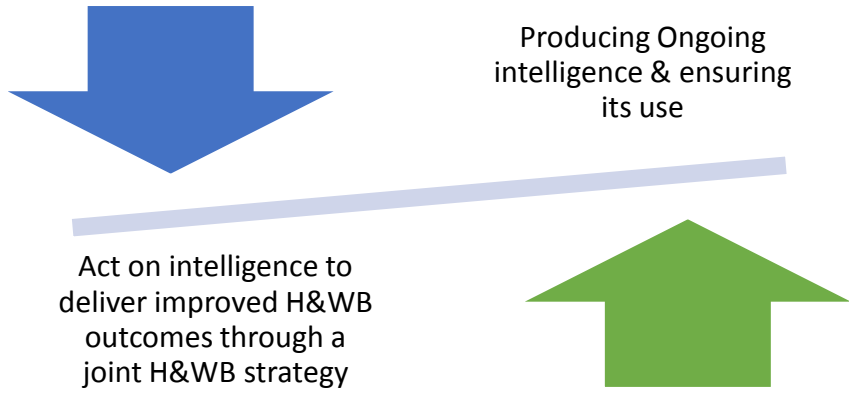 Producing Ongoing
intelligence & ensuring
its use
Act on intelligence to
deliver improved H&WB
outcomes through a
joint H&WB strategy